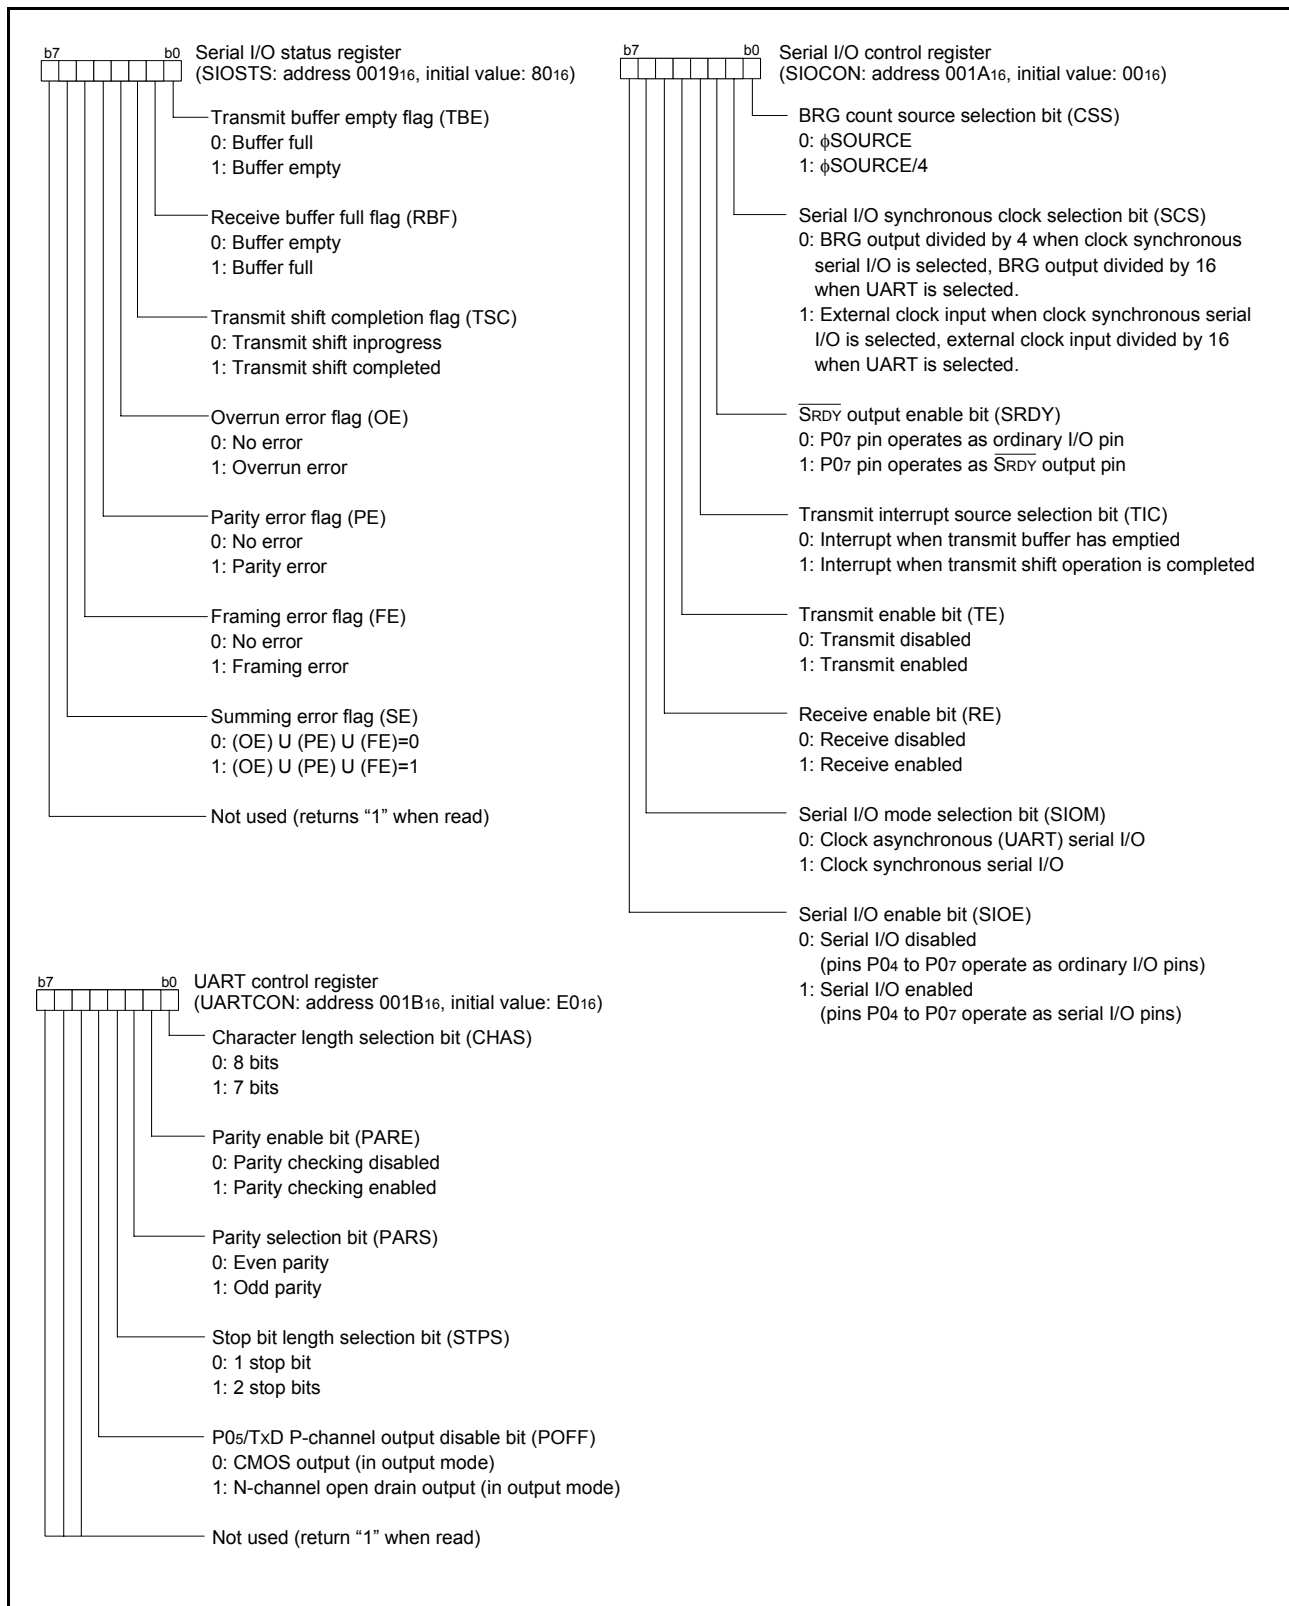 b7 b0 Serial I/O status register
(SIOSTS: address 001916, initial value: 8016)
Transmit buffer empty flag (TBE)
0: Buffer full
1: Buffer empty
Receive buffer full flag (RBF)
0: Buffer empty
1: Buffer full
Transmit shift completion flag (TSC)
0: Transmit shift inprogress
1: Transmit shift completed
Overrun error flag (OE)
0: No error
1: Overrun error
Parity error flag (PE)
0: No error
1: Parity error
Framing error flag (FE)
0: No error
1: Framing error
Summing error flag (SE)
0: (OE) U (PE) U (FE)=0
1: (OE) U (PE) U (FE)=1
Not used (returns “1” when read)
b7 b0 UART control register
(UARTCON: address 001B16, initial value: E016)
Character length selection bit (CHAS)
0: 8 bits
1: 7 bits
Parity enable bit (PARE)
0: Parity checking disabled
1: Parity checking enabled
Parity selection bit (PARS)
0: Even parity
1: Odd parity
Stop bit length selection bit (STPS)
0: 1 stop bit
1: 2 stop bits
P05/TxD P-channel output disable bit (POFF)
0: CMOS output (in output mode)
1: N-channel open drain output (in output mode)
Not used (return “1” when read)
b7 b0 Serial I/O control register
(SIOCON: address 001A16, initial value: 0016)
BRG count source selection bit (CSS)
0: ϕSOURCE
1: ϕSOURCE/4
Serial I/O synchronous clock selection bit (SCS)
0: BRG output divided by 4 when clock synchronous
serial I/O is selected, BRG output divided by 16
when UART is selected.
1: External clock input when clock synchronous serial
I/O is selected, external clock input divided by 16
when UART is selected.
SRDY output enable bit (SRDY)
0: P07 pin operates as ordinary I/O pin
1: P07 pin operates as SRDY output pin
Transmit interrupt source selection bit (TIC)
0: Interrupt when transmit buffer has emptied
1: Interrupt when transmit shift operation is completed
Transmit enable bit (TE)
0: Transmit disabled
1: Transmit enabled
Receive enable bit (RE)
0: Receive disabled
1: Receive enabled
Serial I/O mode selection bit (SIOM)
0: Clock asynchronous (UART) serial I/O
1: Clock synchronous serial I/O
Serial I/O enable bit (SIOE)
0: Serial I/O disabled
(pins P04 to P07 operate as ordinary I/O pins)
1: Serial I/O enabled
(pins P04 to P07 operate as serial I/O pins)